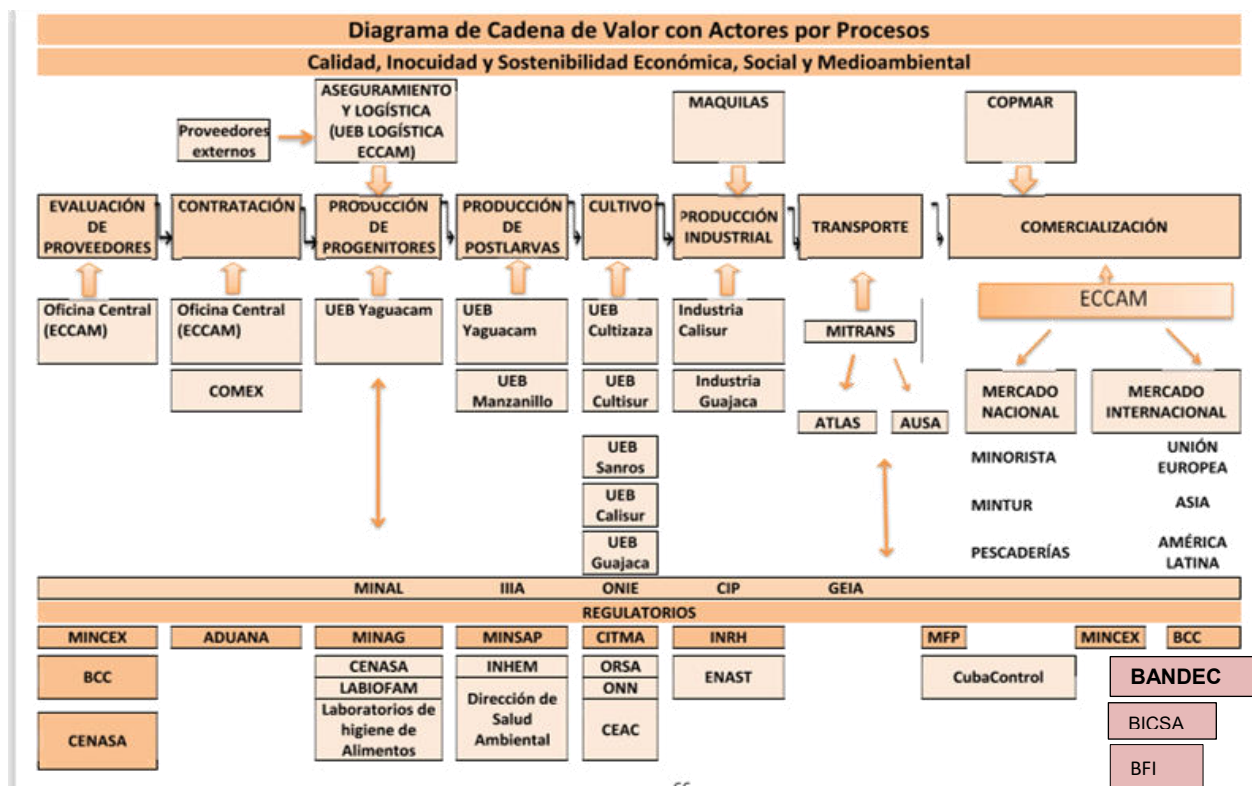 Diagrama de Cadena de Valor con Actores por Procesos
Calidad, Inocuidad y Sostenibilidad Económica, Social y Medioambiental
Proveedores
externos
ASEGURAMIENTO
Y LOGÍSTICA
(UEB LOGÍSTICA
ECCAM)
MAQUILAS
COPMAR
EVALUACIÓN
DE
PROVEEDORES
CONTRATACIÓN
PRODUCCIÓN
DE
PROGENITORES
PRODUCCIÓN
DE
POSTLARVAS
CULTIVO
PRODUCCIÓN
INDUSTRIAL
TRANSPORTE
COMERCIALIZACIÓN
Oficina Central
(ECCAM)
Oficina Central
(ECCAM)
COMEX
UEB Yaguacam
UEB
Yaguacam
UEB
Manzanillo
UEB
Cultizaza
UEB
Cultisur
UEB
Sanros
UEB
Calisur
UEB
Guajaca
Industria
Calisur
Industria
Guajaca
MITRANS
ATLAS
AUSA
ECCAM
MERCADO
NACIONAL
MINORISTA
MINTUR
PESCADERÍAS
MERCADO
INTERNACIONAL
UNIÓN
EUROPEA
ASIA
AMÉRICA
LATINA
MINAL IIIA ONIE CIP GEIA
REGULATORIOS
MINCEX
BCC
CENASA
ADUANA
MINAG
CENASA
LABIOFAM
Laboratorios de
higiene de
Alimentos
MINSAP
INHEM
Dirección de
Salud
Ambiental
CITMA
ORSA
ONN
CEAC
INRH
ENAST
MFP
CubaControl
MINCEX
BCC
BANDEC
BICSA
BFI